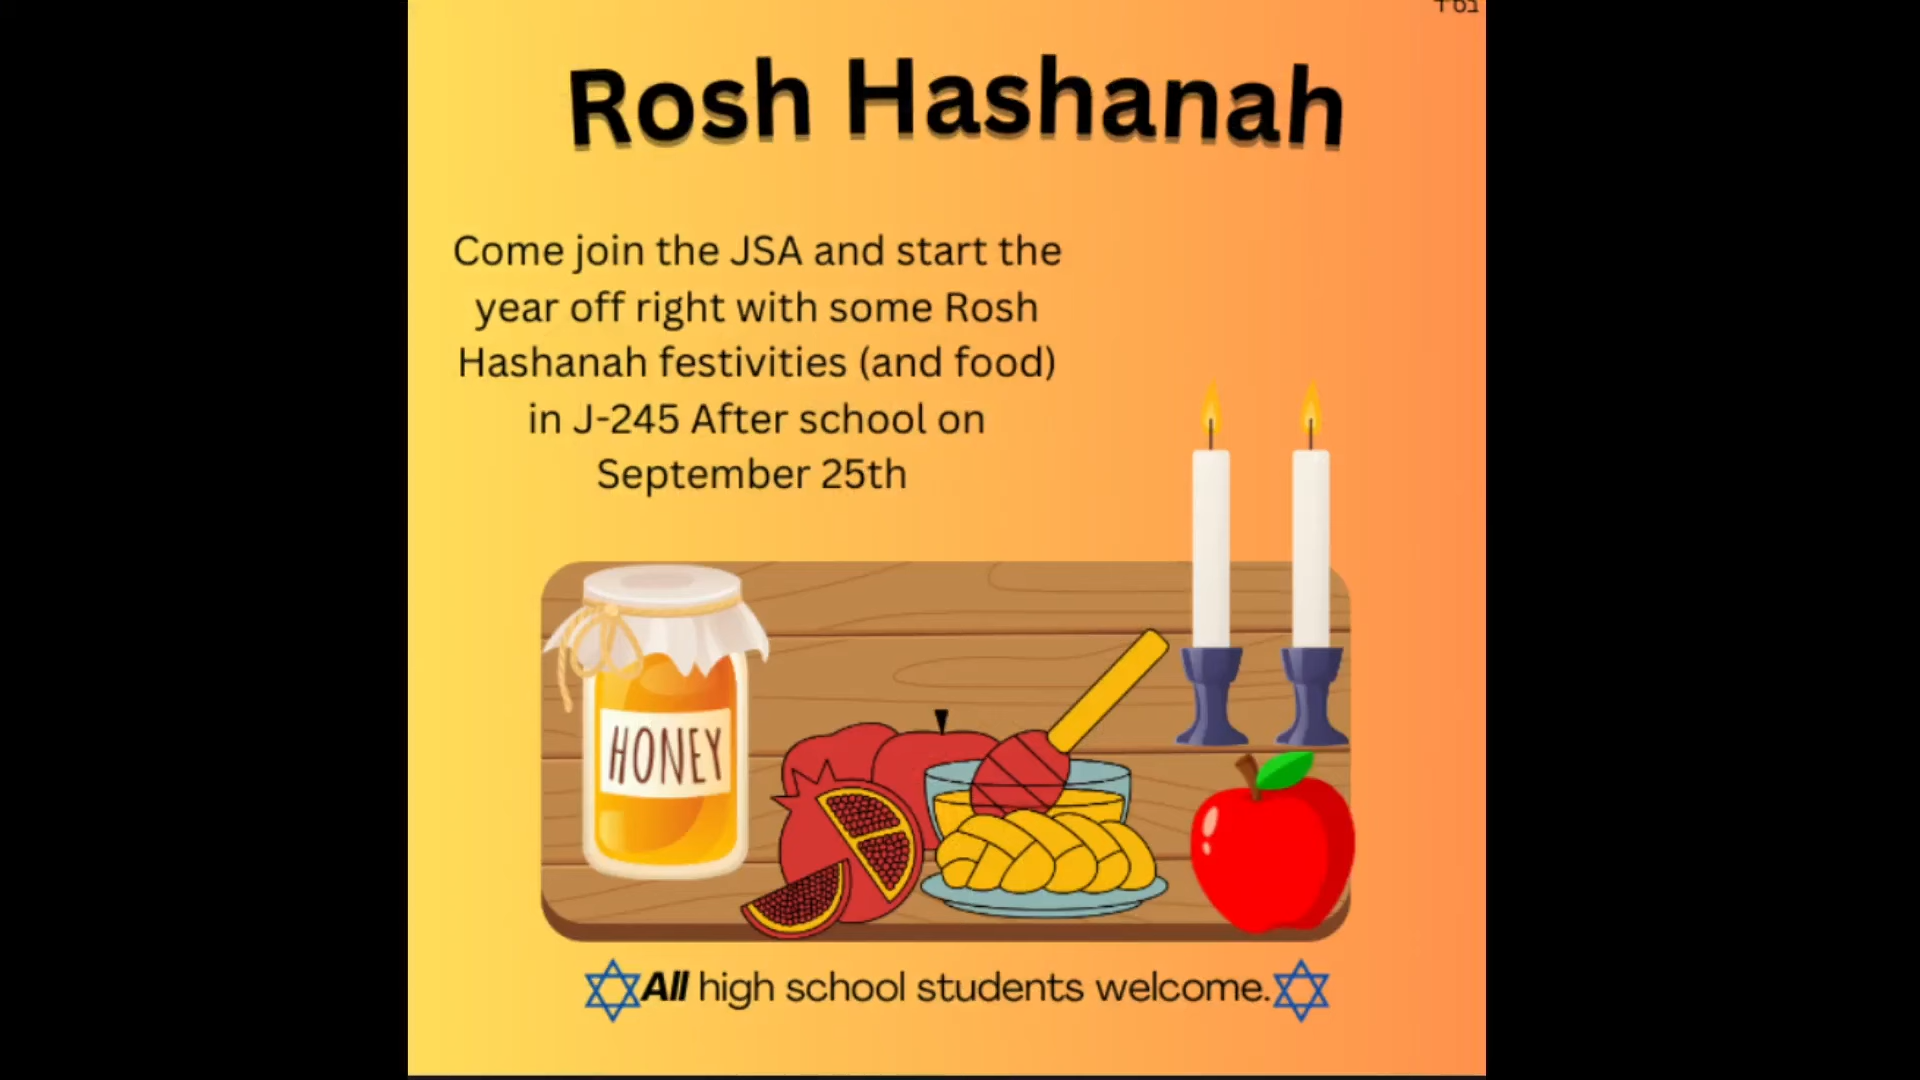 בס"ד
Rosh Hashanah
Come join the JSA and start the
year off right with some Rosh
Hashanah festivities (and food)
in J-245 After school on
September 25th
HONEY
All high school students welcome.